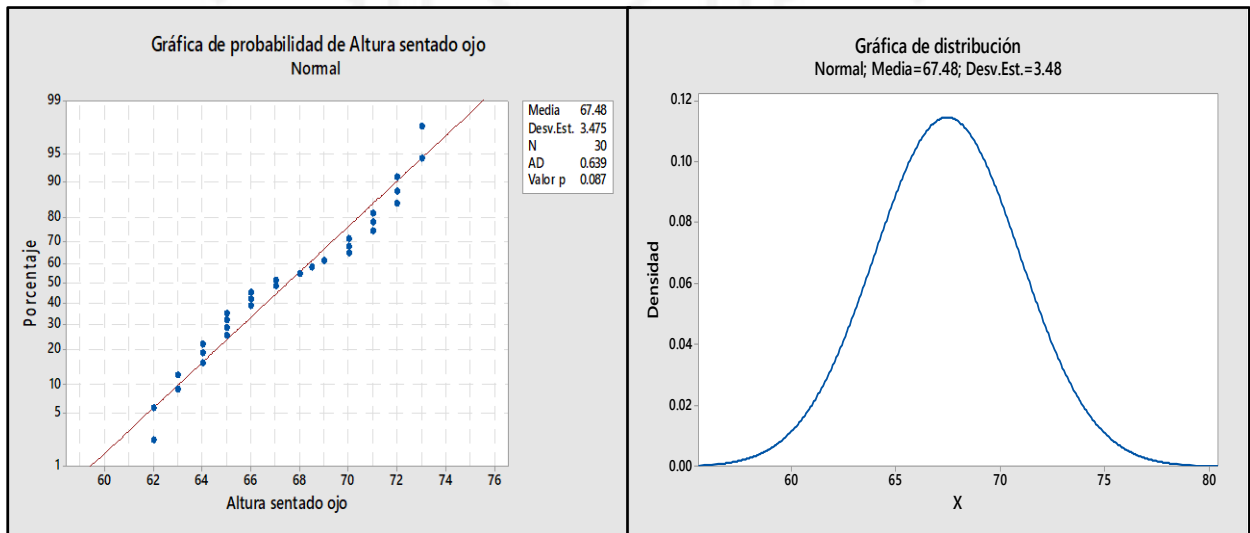 Gráfica de probabilidad de Altura sentado ojo
Normal
99
95
90
80
70
60
50
40
30
20
10
5
1
Porcentaje
60 62 64 66 68 70 72 74 76
Altura sentado ojo
Media 67.48
Desv.Est. 3.475
N 30
AD 0.639
Valor p 0.087
Gráfica de distribución
Normal; Media=67.48; Desv.Est.=3.48
0.12
0.10
0.08
0.06
0.04
0.02
0.00
Densidad
60 65 70 75 80
X